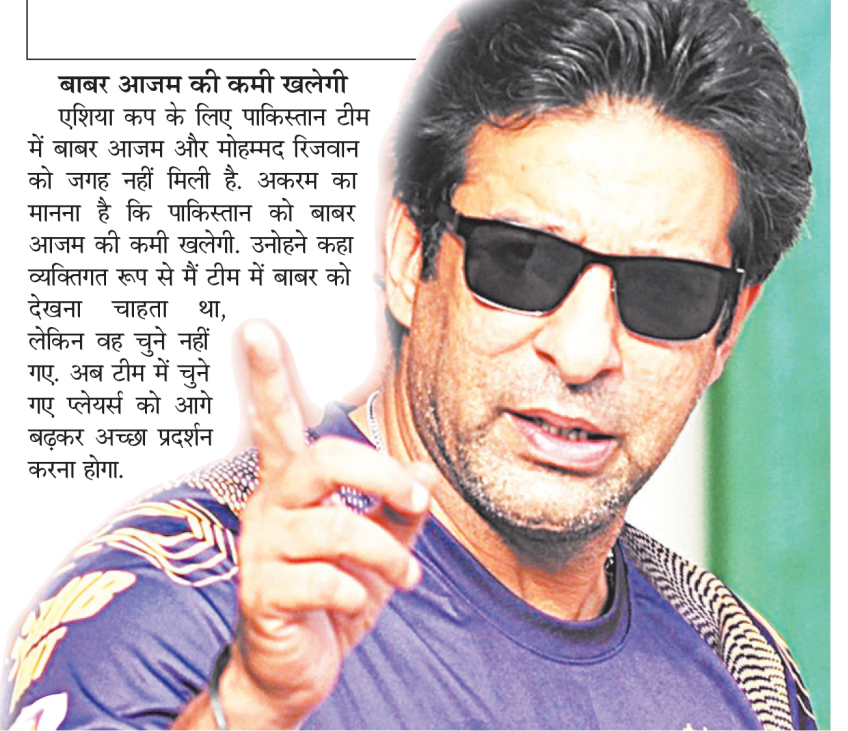 बाबर आजम की कमी खलेगी
एशिया कप के लिए पाकिस्तान टीम
में बाबर आजम और मोहम्मद रिजवान
को जगह नहीं मिली है. अकरम का
मानना है कि पाकिस्तान को बाबर
आजम की कमी खलेगी. उनोहने कहा
व्यक्तिगत रूप से मैं टीम में बाबर को
देखना चाहता था,
लेकिन वह चुने नहीं
गए. अब टीम में चुने
गए प्लेयर्स को आगे
बढ़कर अच्छा प्रदर्शन
करना होगा.